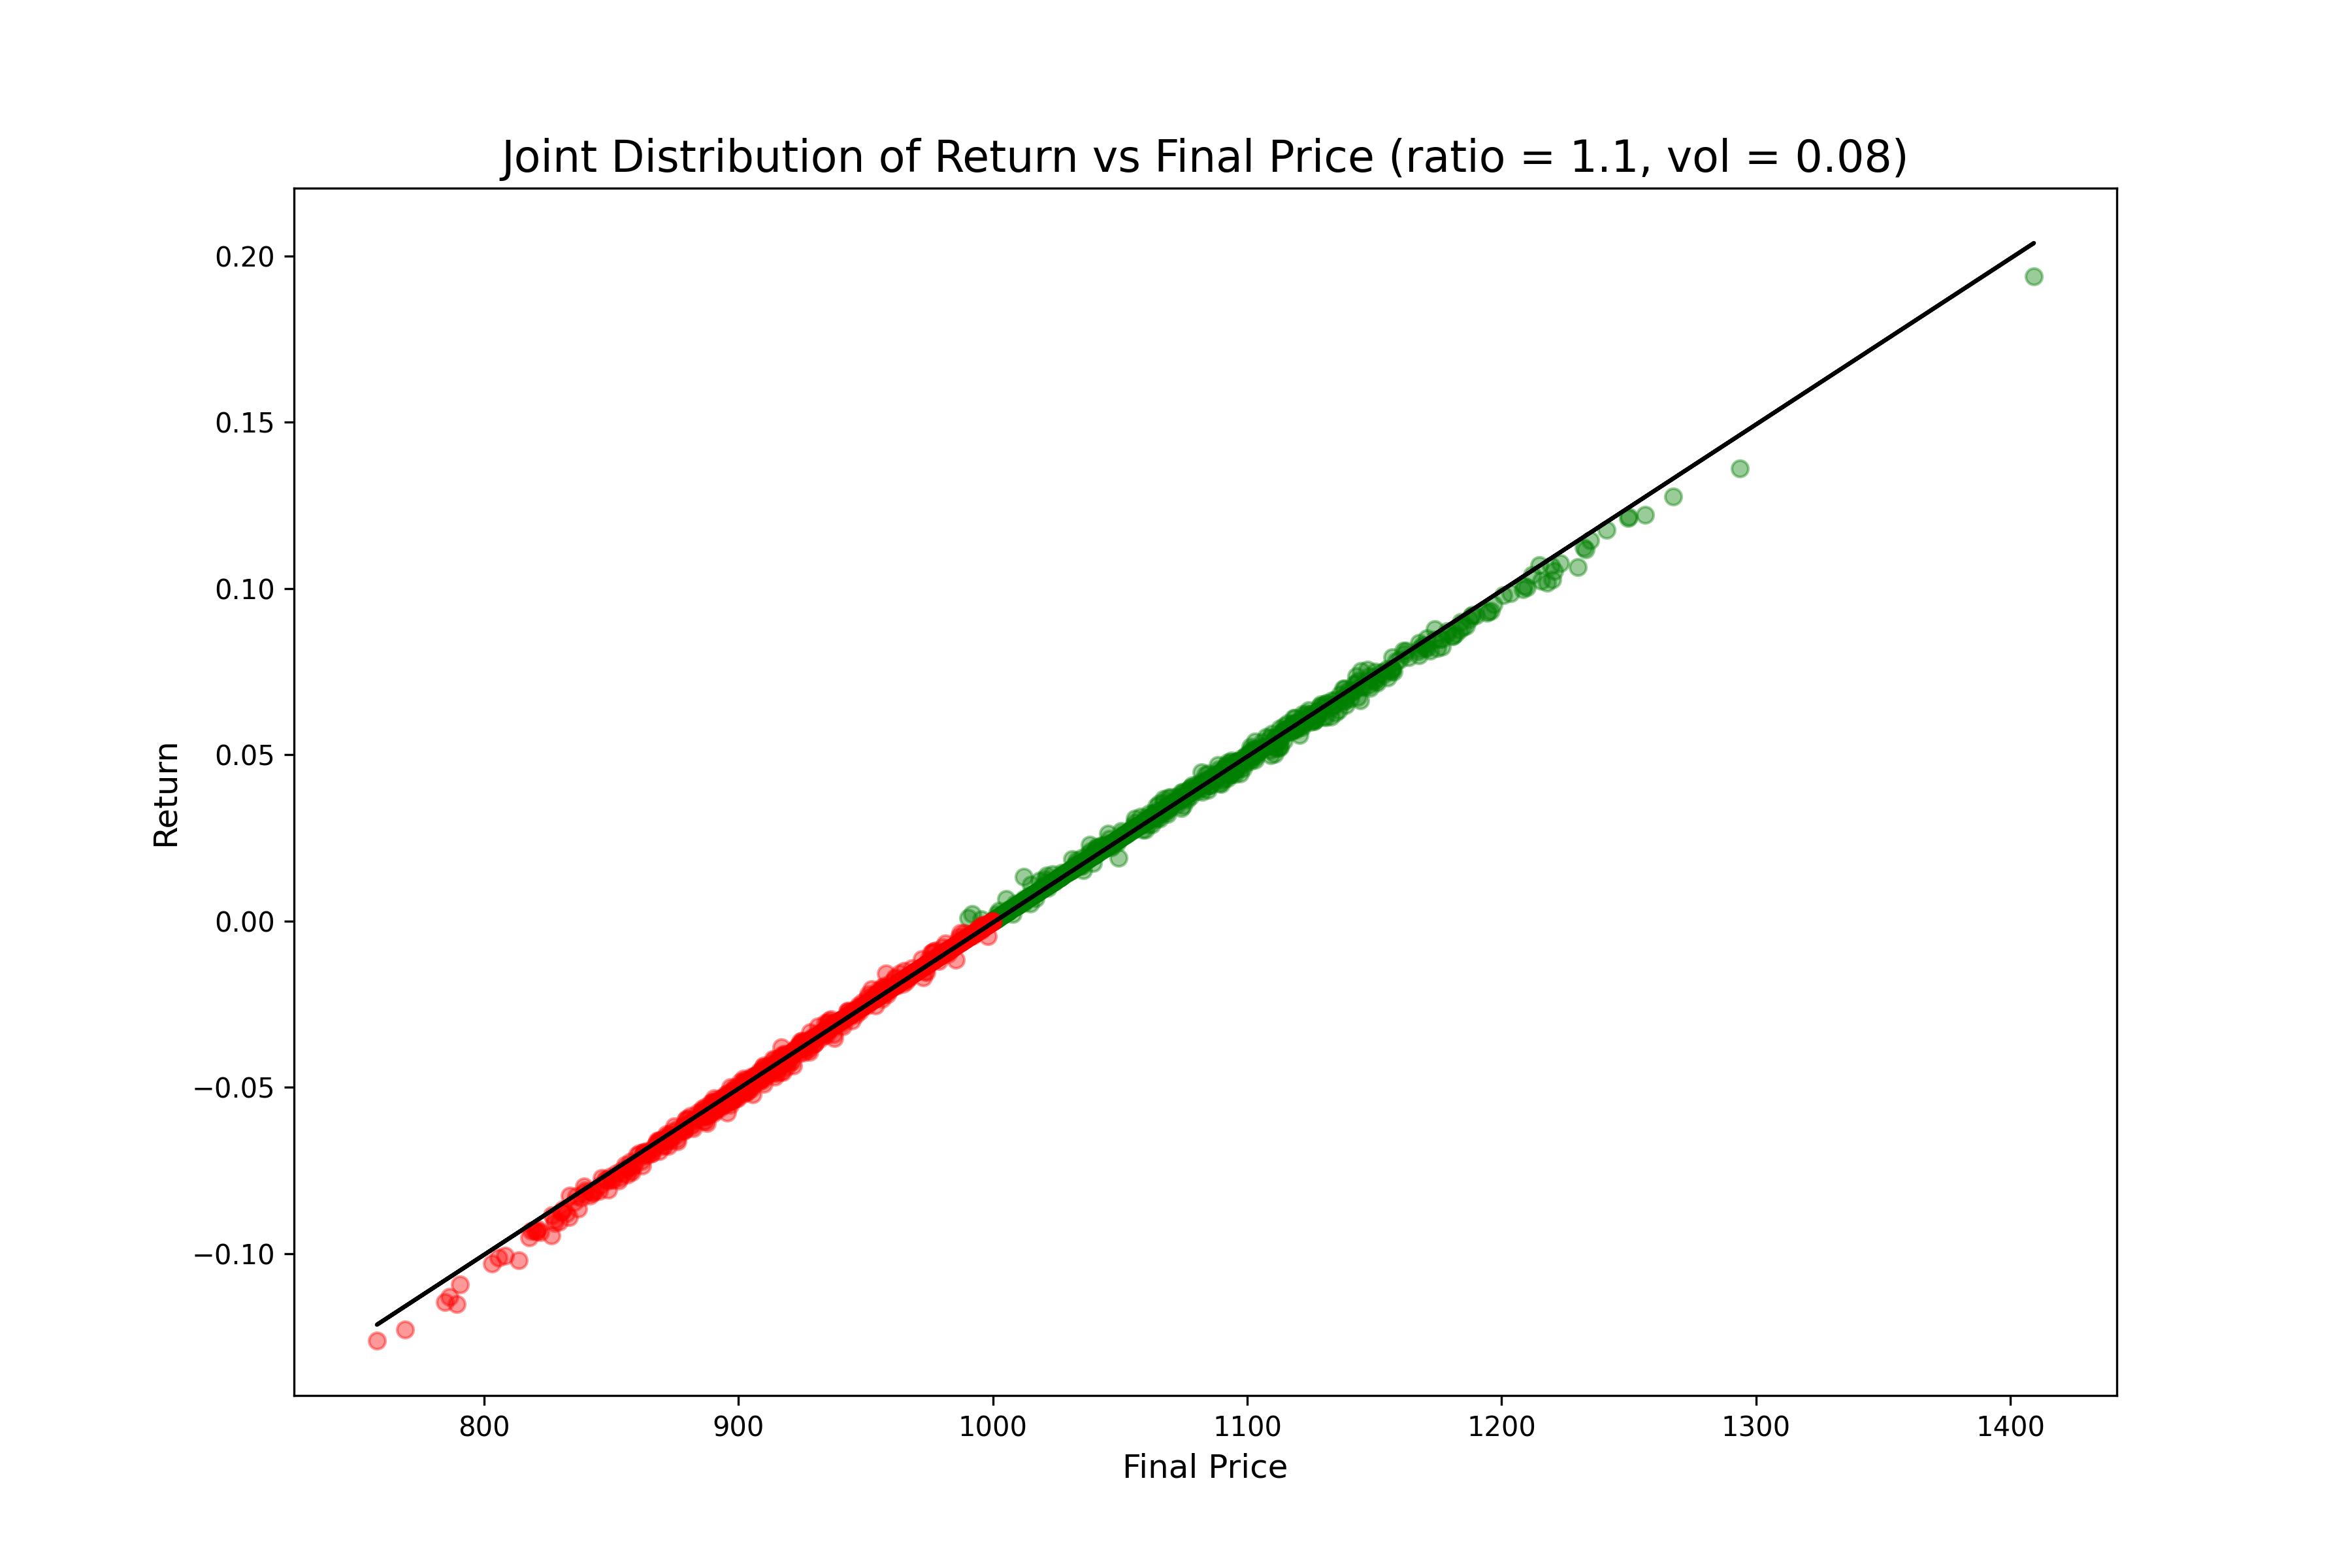 Joint Distribution of Return vs Final Price (ratio = 1.1, vol = 0.08)
0.20
0.15
0.10
0.05
0.00
−0.05
−0.10
Return
800 900 1000 1100 1200 1300 1400
Final Price